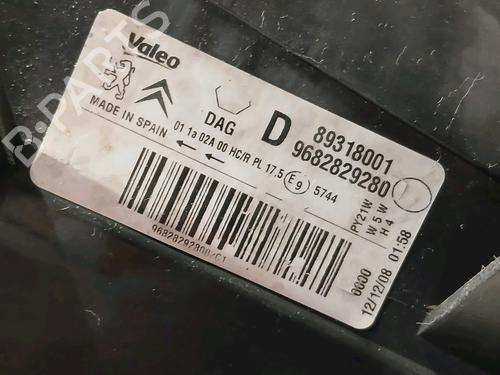 B-PARTS
Valeo
DAG D 89318001
9682829280
MADE IN SPAIN
01 1a 02A 00 HC/R PL 17.5 E9 5744
PY21W
W5W
H4
0000
12/12/08 01:58